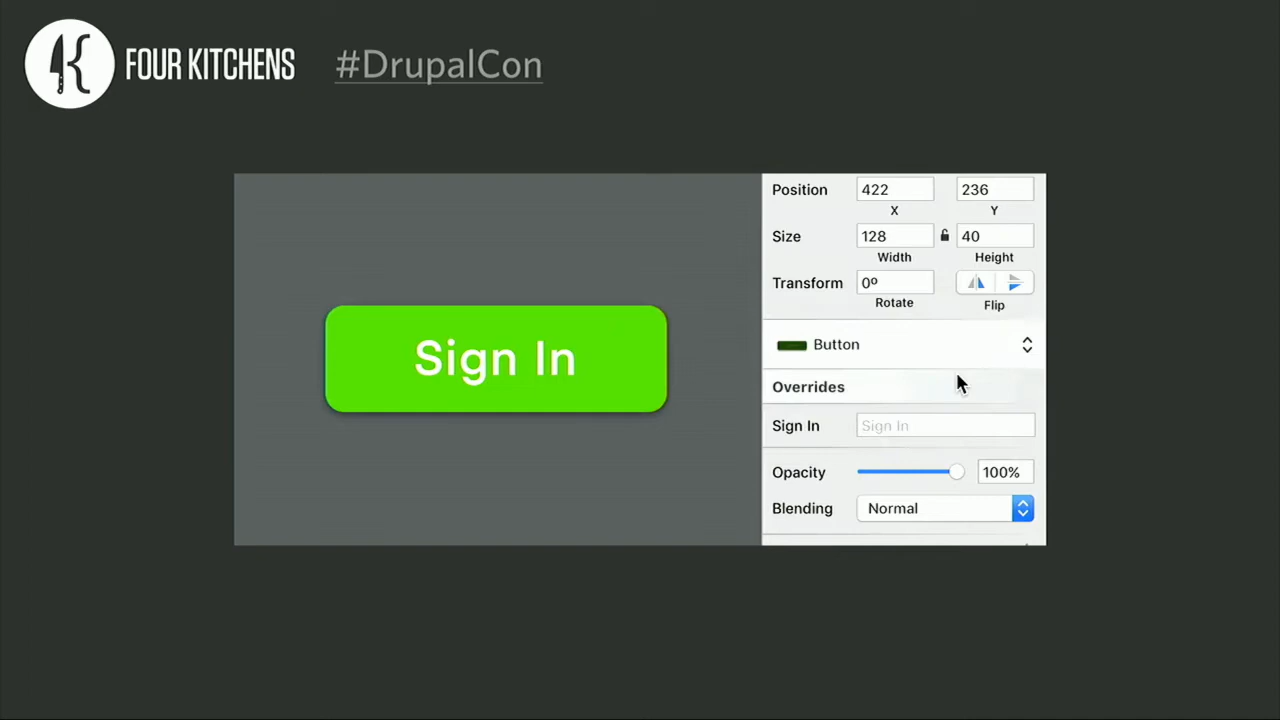 FOUR KITCHENS
#DrupalCon
Position 422 236
X Y
Size 128 40
Width Height
Transform 0º
Rotate Flip
Sign In
Button
Overrides
Sign In Sign In
Opacity 100%
Blending Normal